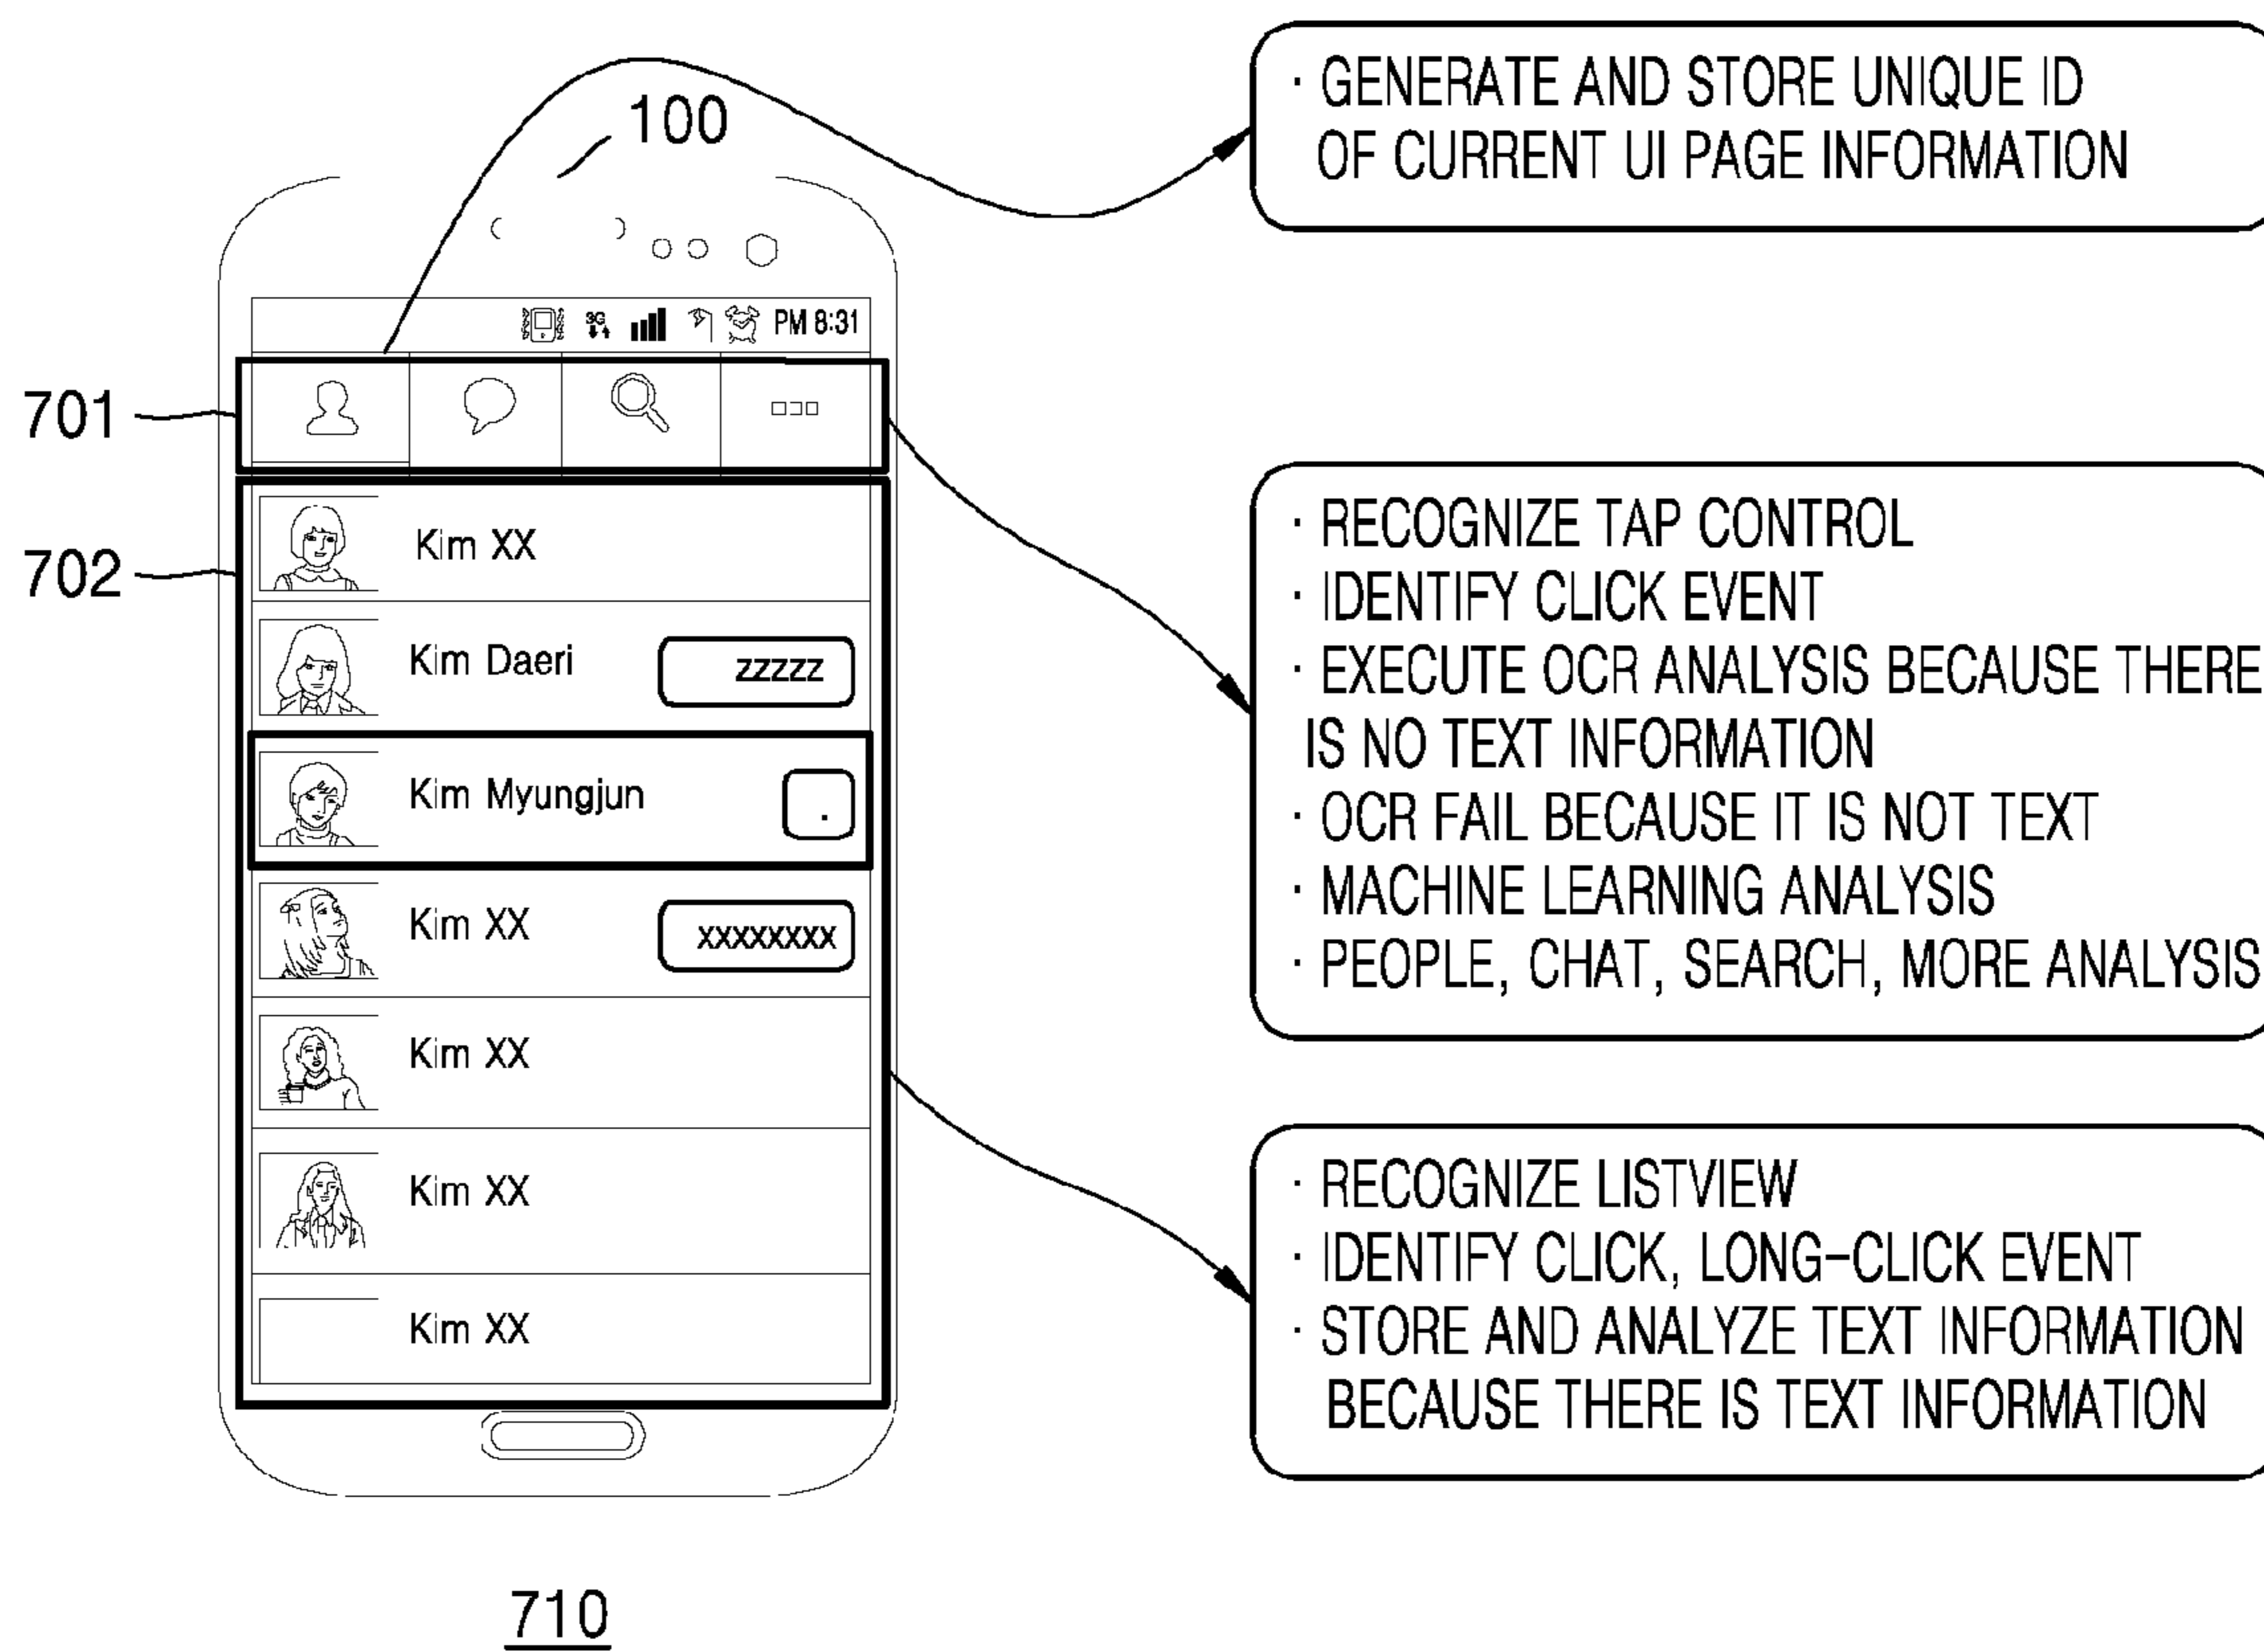 100
· GENERATE AND STORE UNIQUE ID
OF CURRENT UI PAGE INFORMATION
3G
PM 8:31
701
702
Kim XX
Kim Daeri
zzzzz
Kim Myungjun
.
Kim XX
xxxxxxxx
Kim XX
Kim XX
Kim XX
· RECOGNIZE TAP CONTROL
· IDENTIFY CLICK EVENT
· EXECUTE OCR ANALYSIS BECAUSE THERE
IS NO TEXT INFORMATION
· OCR FAIL BECAUSE IT IS NOT TEXT
· MACHINE LEARNING ANALYSIS
· PEOPLE, CHAT, SEARCH, MORE ANALYSIS
· RECOGNIZE LISTVIEW
· IDENTIFY CLICK, LONG-CLICK EVENT
· STORE AND ANALYZE TEXT INFORMATION
BECAUSE THERE IS TEXT INFORMATION
710